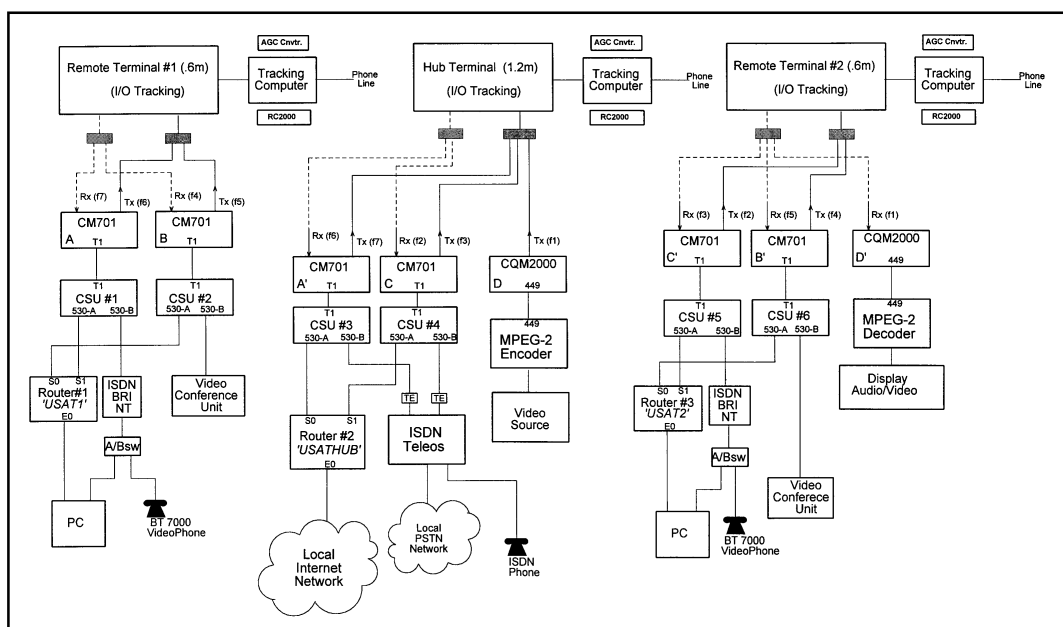 AGC Cnvtr.
Remote Terminal #1 (.6m)
(I/O Tracking)
Tracking
Computer
Phone
Line
RC2000
Rx (f7)
Tx (f6)
Rx (f4)
Tx (f5)
CM701
A
T1
CM701
B
T1
T1
CSU #1
530-A 530-B
T1
CSU #2
530-A 530-B
S0 S1
Router#1
'USAT1'
E0
ISDN
BRI
NT
Video
Conference
Unit
A/Bsw
PC
BT 7000
VideoPhone
AGC Cnvtr.
Hub Terminal (1.2m)
(I/O Tracking)
Tracking
Computer
Phone
Line
RC2000
Rx (f6)
Tx (f7)
Rx (f2)
Tx (f3)
Tx (f1)
CM701
A'
T1
CM701
C
T1
CQM2000
D
449
T1
CSU #3
530-A 530-B
T1
CSU #4
530-A 530-B
449
MPEG-2
Encoder
TE
TE
S0 S1
Router #2
'USATHUB'
E0
ISDN
Teleos
Video
Source
Local
Internet
Network
Local
PSTN
Network
ISDN
Phone
AGC Cnvtr.
Remote Terminal #2 (.6m)
(I/O Tracking)
Tracking
Computer
Phone
Line
RC2000
Rx (f3)
Tx (f2)
Rx (f5)
Tx (f4)
Rx (f1)
CM701
C'
T1
CM701
B'
T1
CQM2000
D'
449
T1
CSU #5
530-A 530-B
T1
CSU #6
530-A 530-B
449
MPEG-2
Decoder
S0 S1
Router #3
'USAT2'
E0
ISDN
BRI
NT
Display
Audio/Video
A/Bsw
Video
Conferece
Unit
PC
BT 7000
VideoPhone